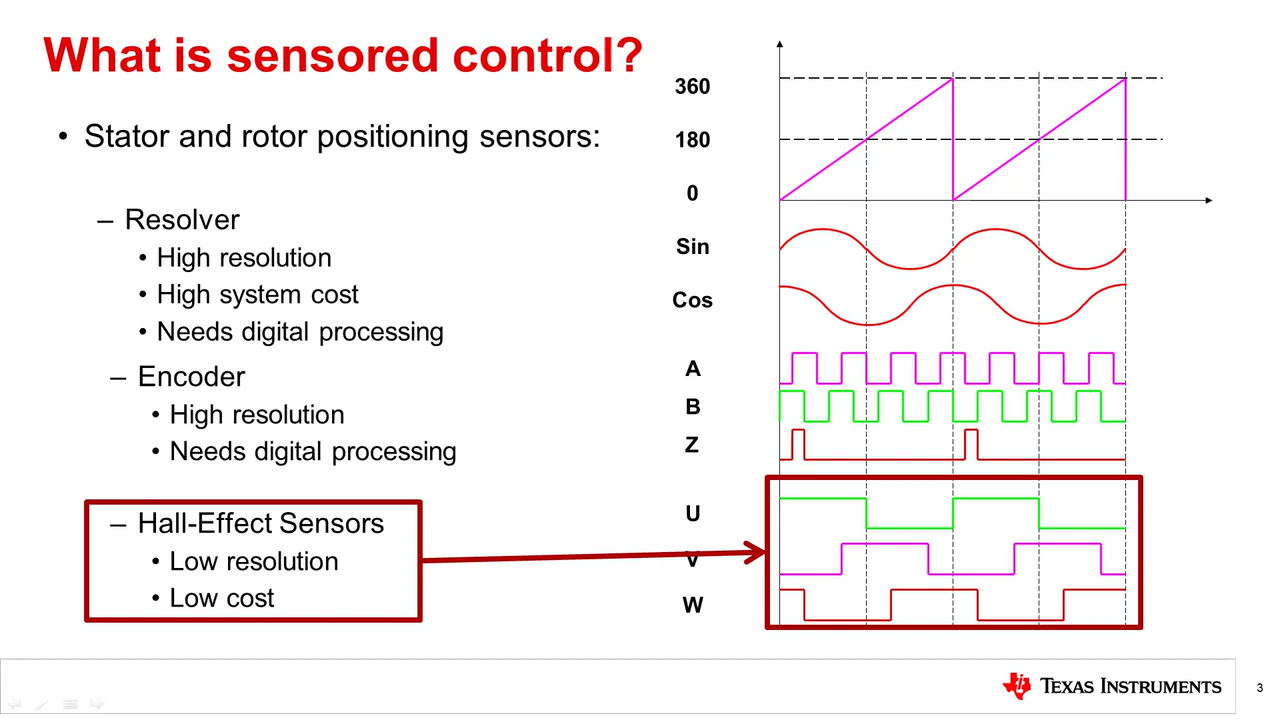 What is sensored control?
• Stator and rotor positioning sensors:
– Resolver
• High resolution
• High system cost
• Needs digital processing
– Encoder
• High resolution
• Needs digital processing
– Hall-Effect Sensors
• Low resolution
• Low cost
360
180
0
Sin
Cos
A
B
Z
U
V
W
TEXAS INSTRUMENTS
3